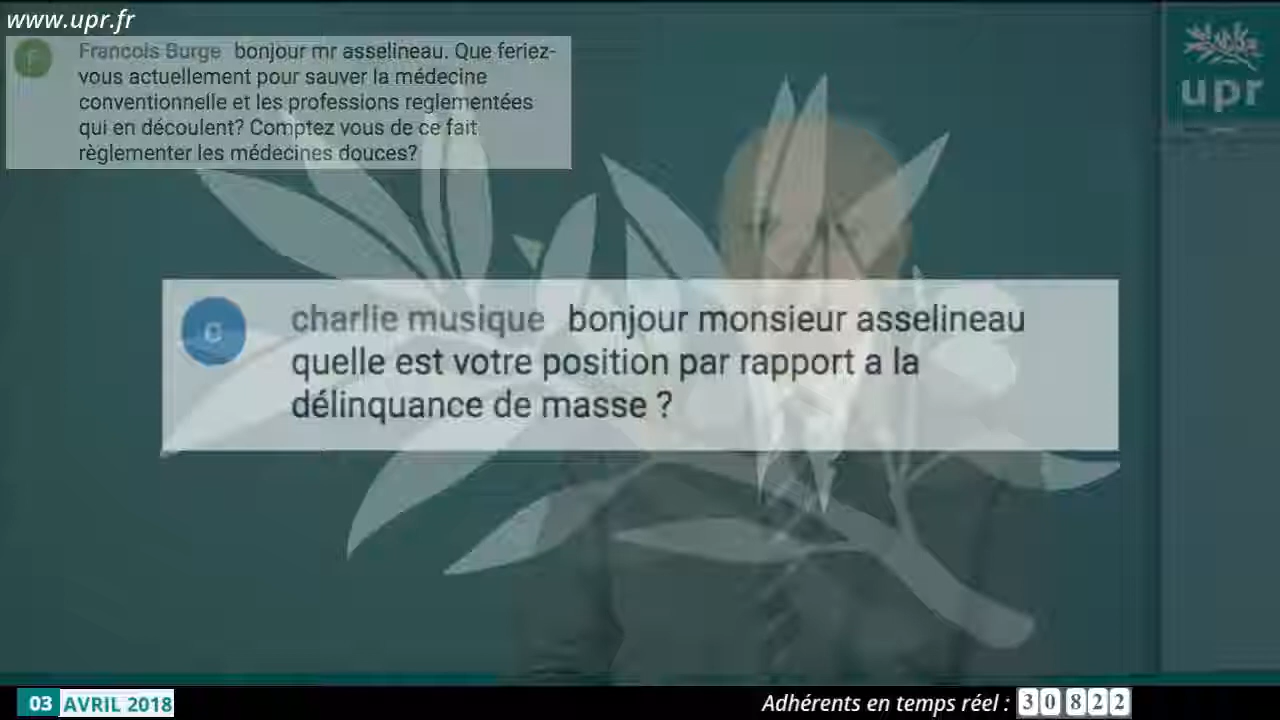 www.upr.fr
F
Francois Burge bonjour mr asselineau. Que feriez-
vous actuellement pour sauver la médecine
conventionnelle et les professions reglementées
qui en découlent? Comptez vous de ce fait
règlementer les médecines douces?
upr
c
charlie musique bonjour monsieur asselineau
quelle est votre position par rapport a la
délinquance de masse ?
03 AVRIL 2018
Adhérents en temps réel : 30822